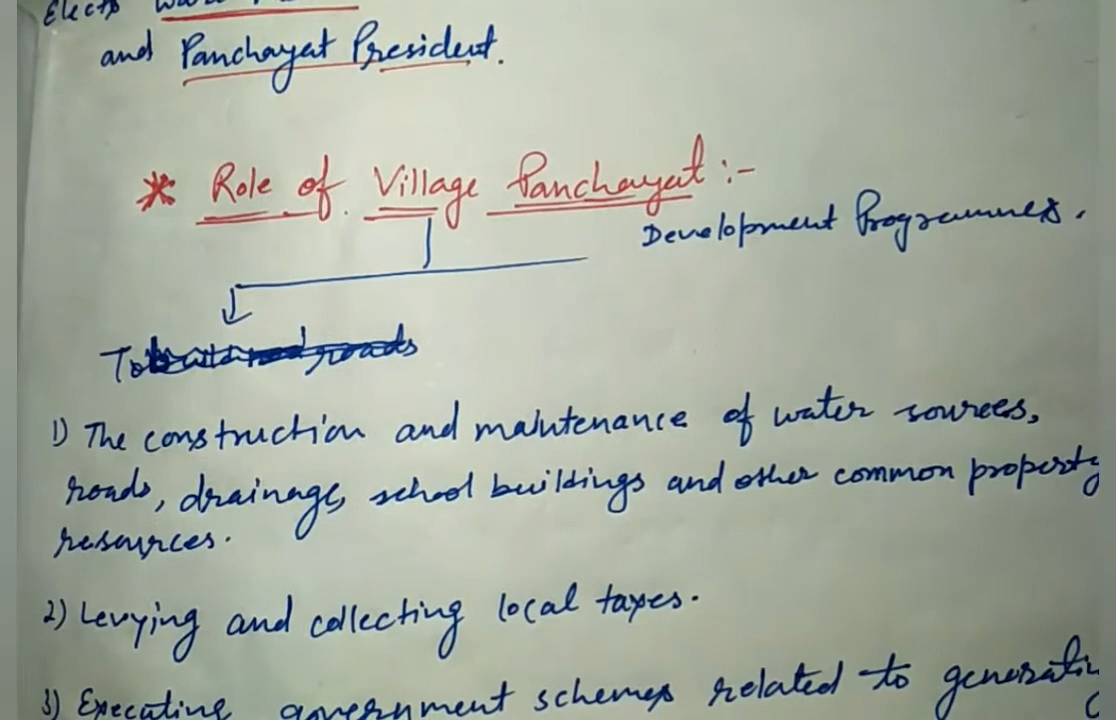 Elects
and Panchayat President.
* Role of Village Panchayat :-
Development Programmes.
1) The construction and maintenance of water sources,
roads, drainage, school buildings and other common property
resources.
2) Levying and collecting local taxes.
3) Executing government schemes related to